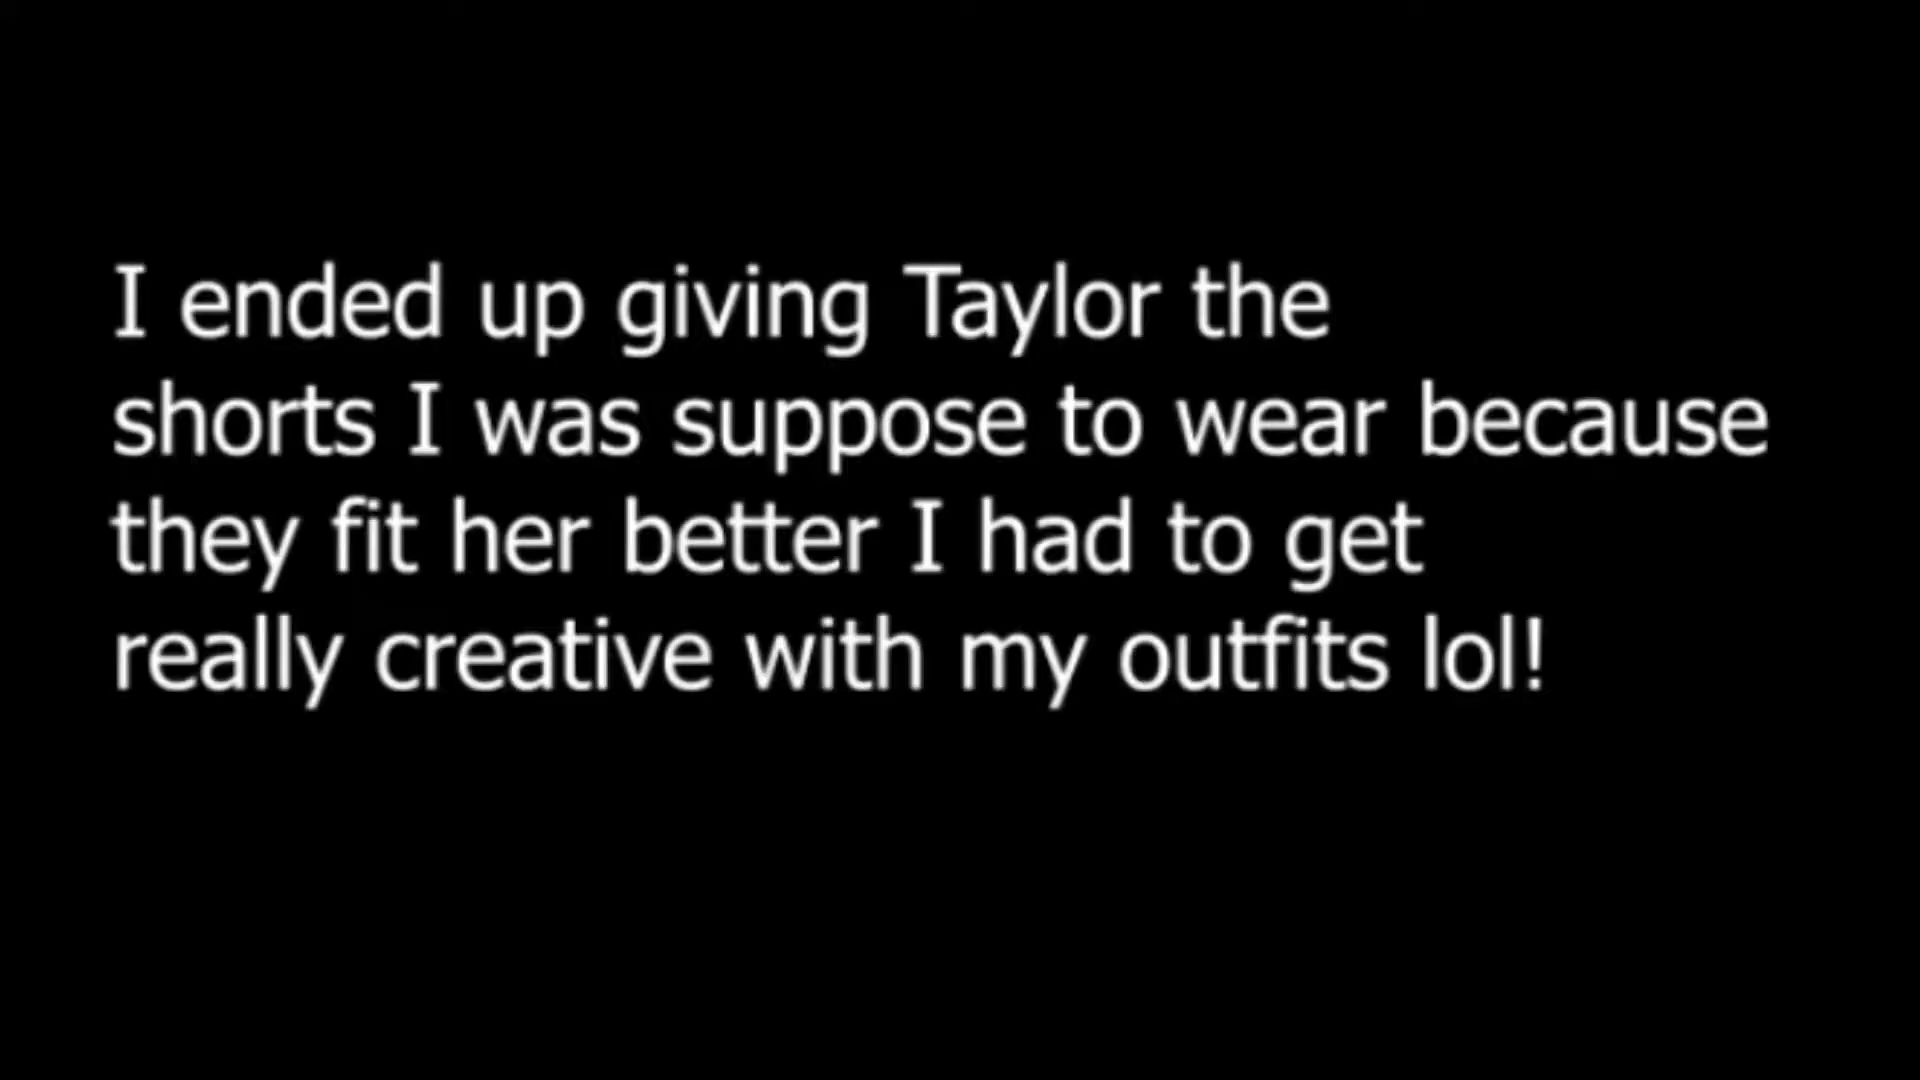 I ended up giving Taylor the
shorts I was suppose to wear because
they fit her better I had to get
really creative with my outfits lol!